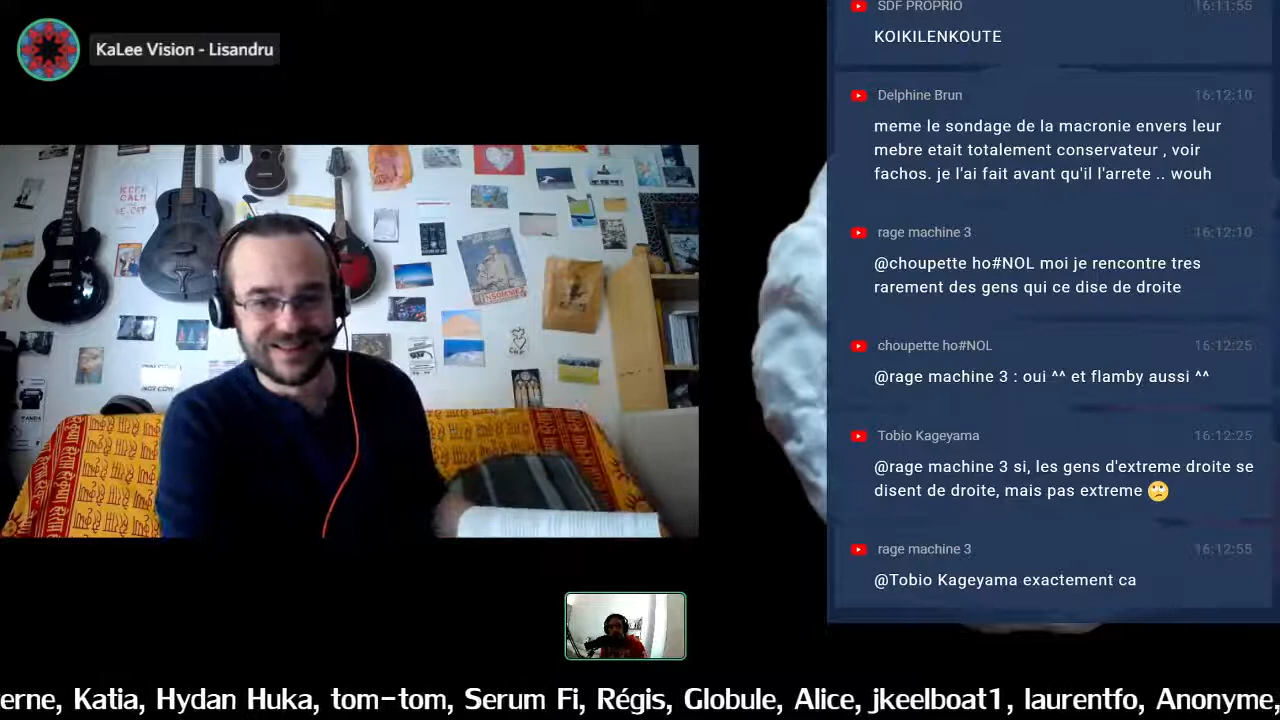 KaLee Vision - Lisandru
SDF PROPRIO 16:11:55
KOIKILENKOUTE
Delphine Brun 16:12:10
meme le sondage de la macronie envers leur
mebre etait totalement conservateur , voir
fachos. je l'ai fait avant qu'il l'arrete .. wouh
rage machine 3 16:12:10
@choupette ho#NOL moi je rencontre tres
rarement des gens qui ce dise de droite
choupette ho#NOL 16:12:25
@rage machine 3 : oui ^^ et flamby aussi ^^
Tobio Kageyama 16:12:25
@rage machine 3 si, les gens d'extreme droite se
disent de droite, mais pas extreme 🙄
rage machine 3 16:12:55
@Tobio Kageyama exactement ca
KEEP
CALM
erne, Katia, Hydan Huka, tom-tom, Serum Fi, Régis, Globule, Alice, jkeelboat1, laurentfo, Anonyme,